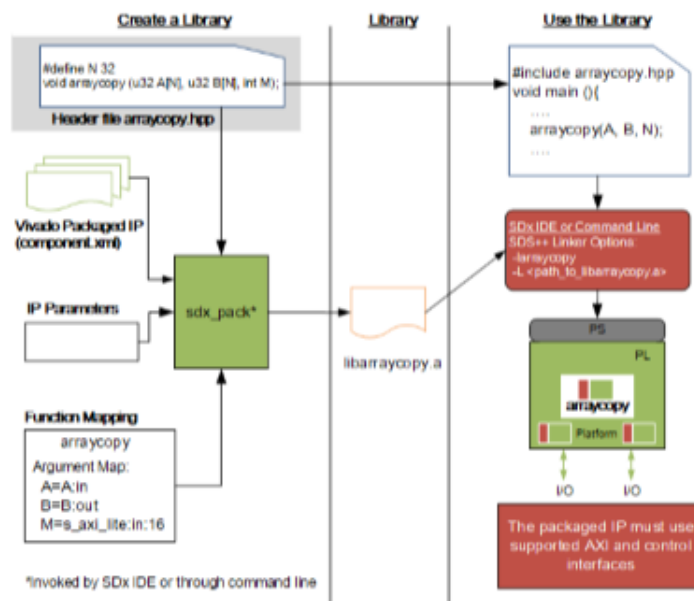 Create a Library
Library
Use the Library
#define N 32
void arraycopy (u32 A[N], u32 B[N], int M);
Header file arraycopy.hpp
#include arraycopy.hpp
void main (){
....
arraycopy(A, B, N);
....
Vivado Packaged IP
(component.xml)
IP Parameters
sdx_pack*
libarraycopy.a
SDx IDE or Command Line
SDS++ Linker Options:
-larraycopy
-L <path_to_libarraycopy.a>
PS
PL
arraycopy
Platform
I/O
I/O
Function Mapping
arraycopy
Argument Map:
A=A:in
B=B:out
M=s_axi_lite:in:16
The packaged IP must use
supported AXI and control
interfaces
*Invoked by SDx IDE or through command line